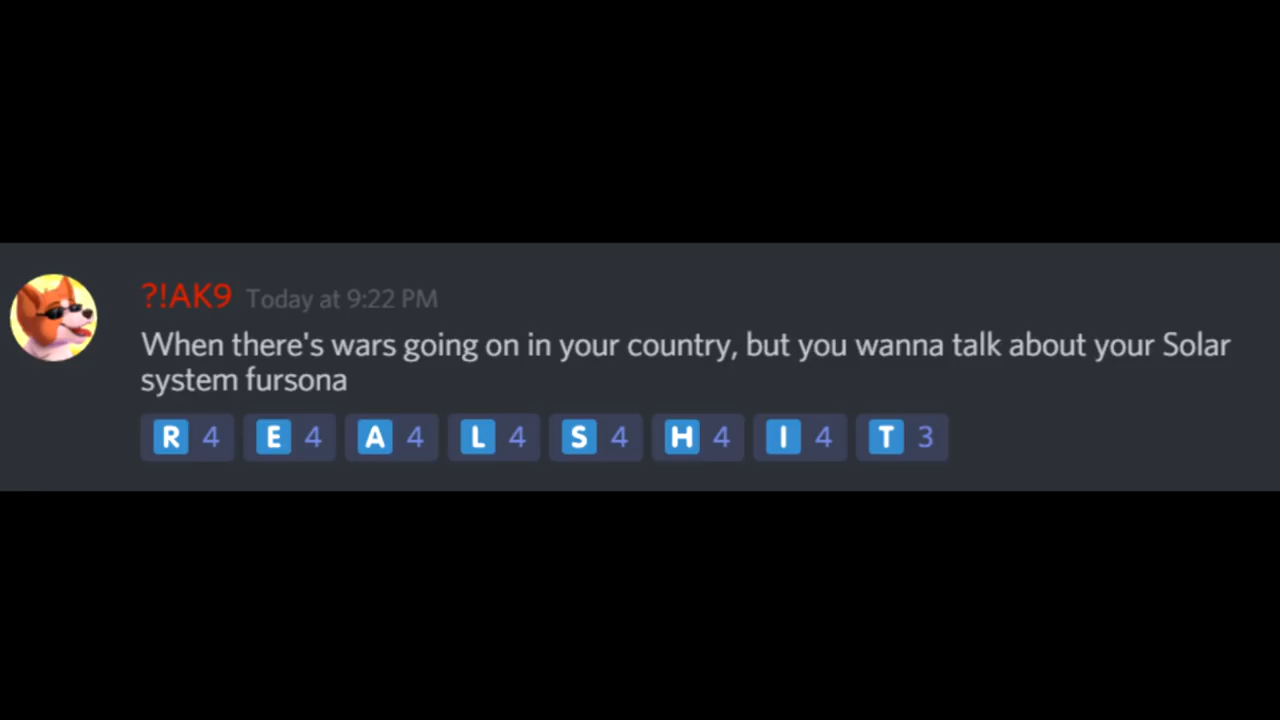 ?!AK9 Today at 9:22 PM
When there's wars going on in your country, but you wanna talk about your Solar
system fursona
R 4 E 4 A 4 L 4 S 4 H 4 I 4 T 3